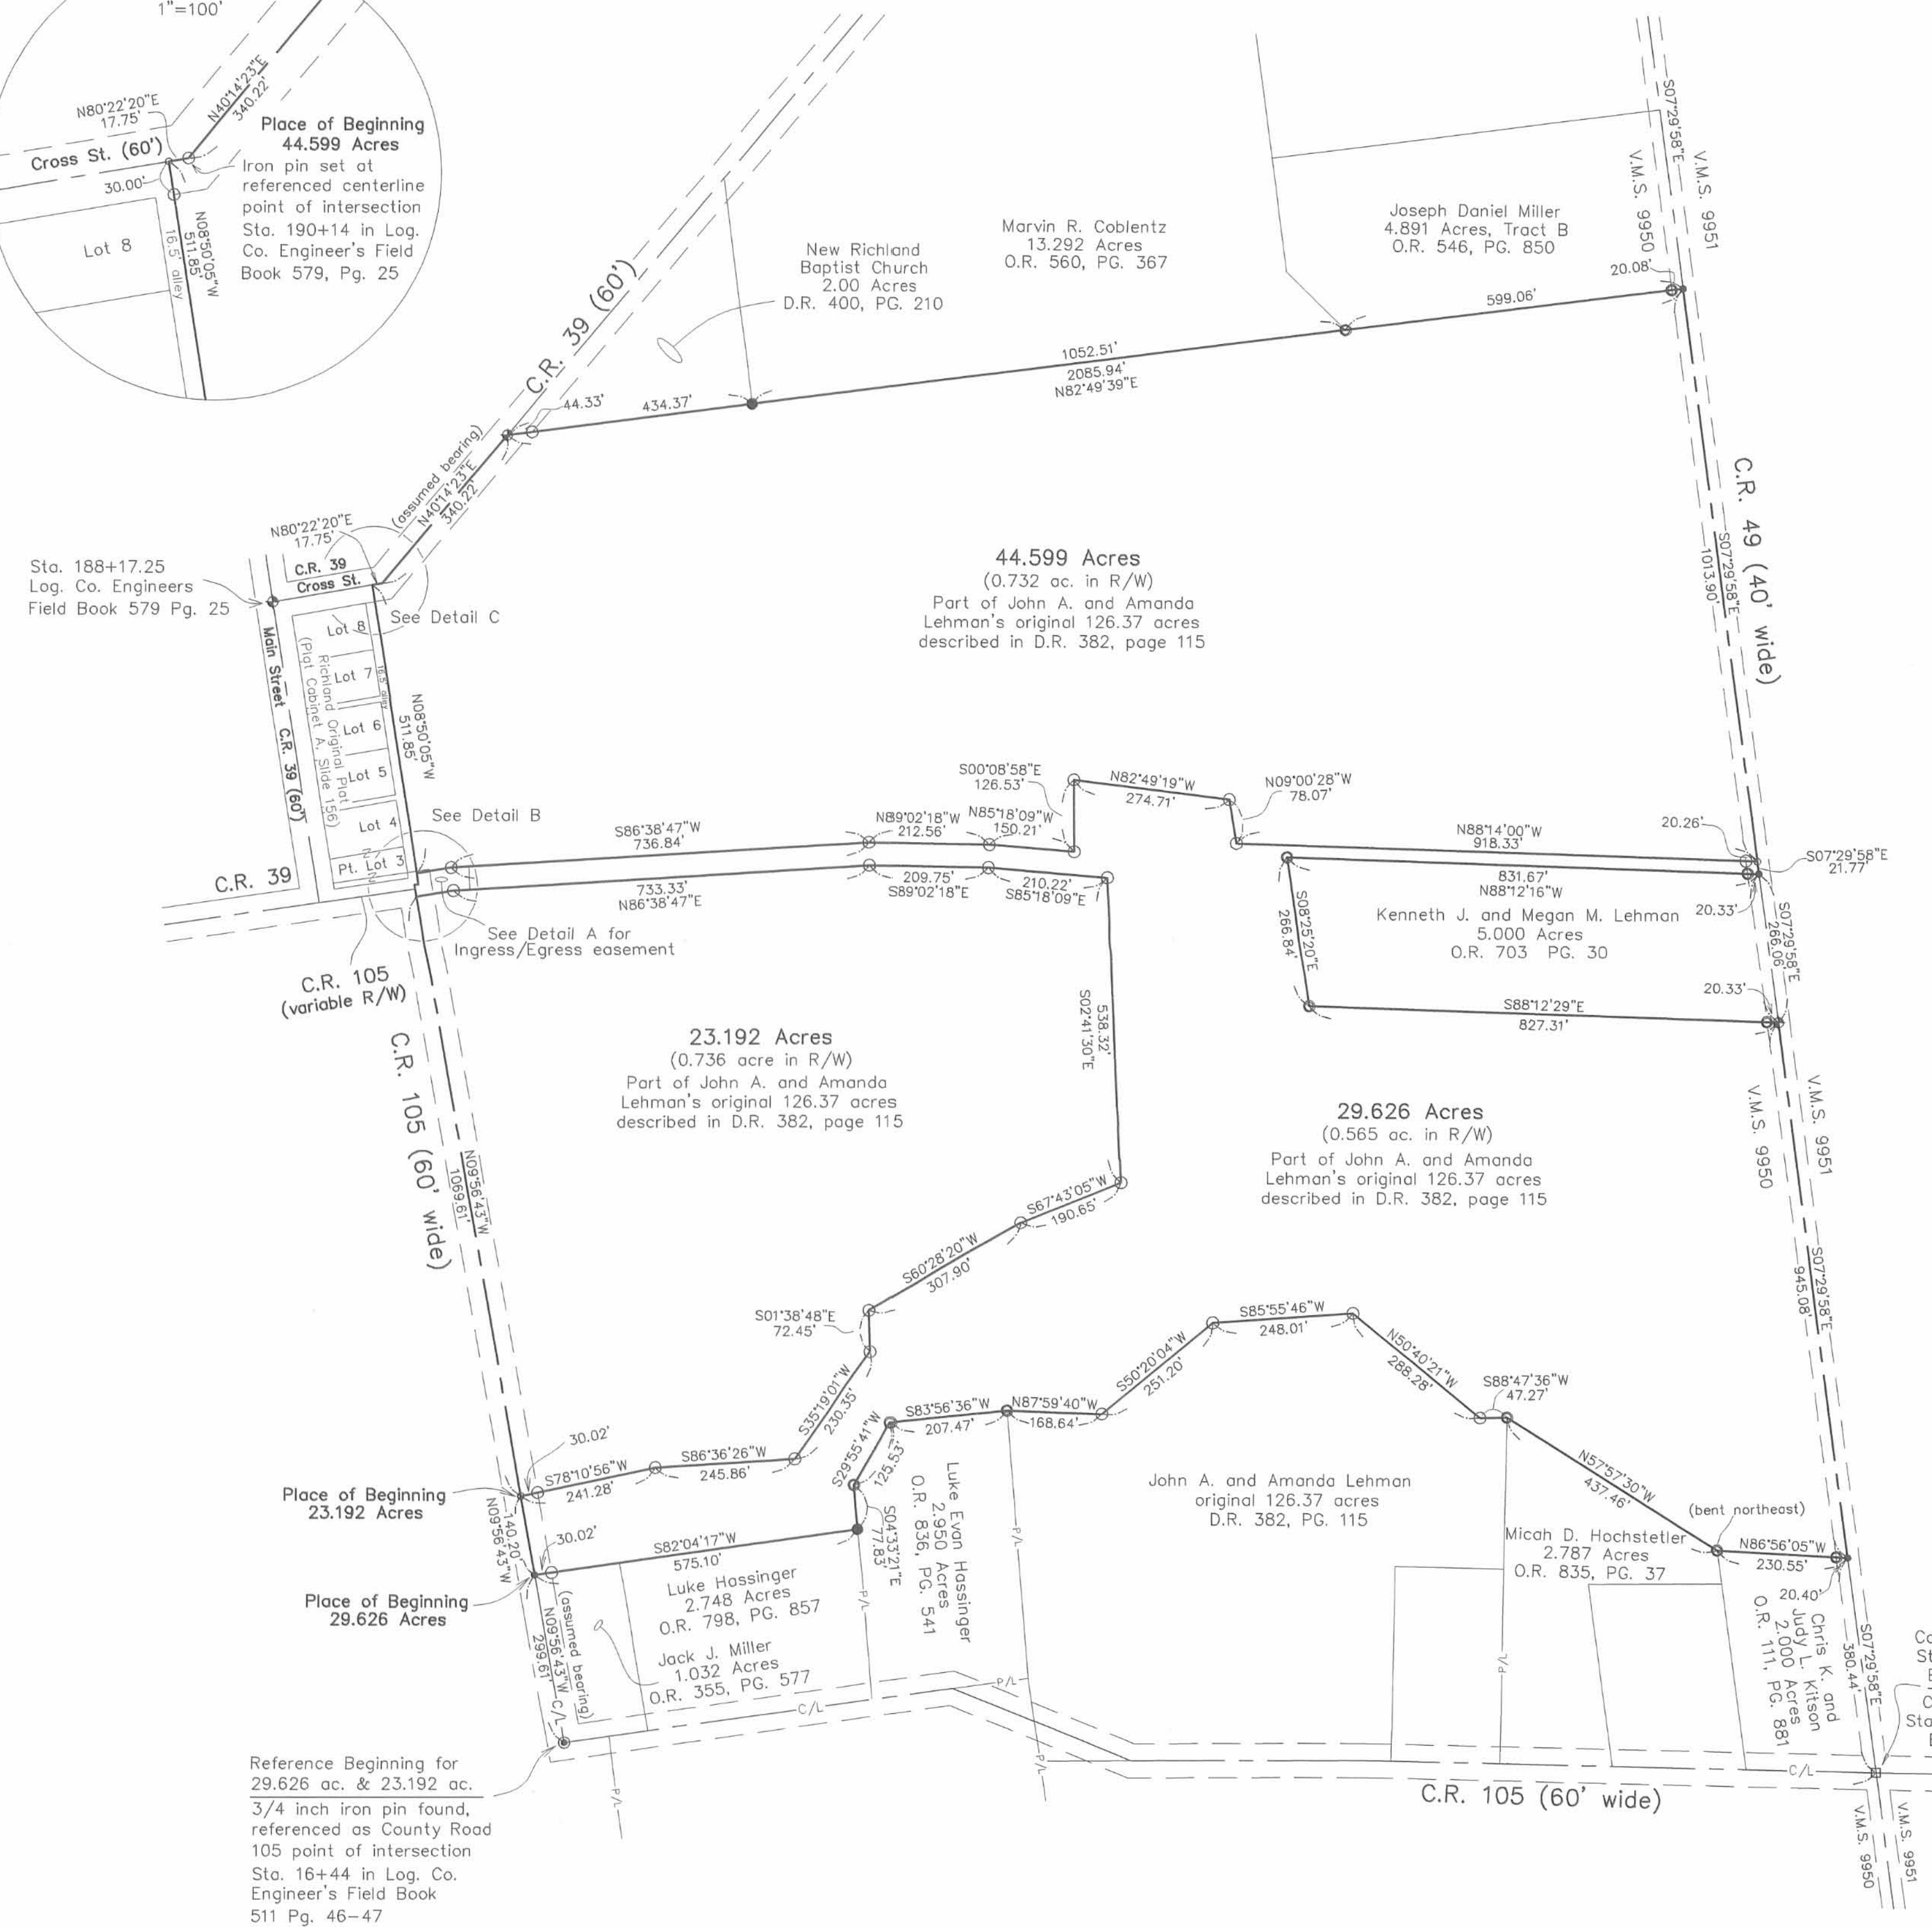 1"=100'
N80°22'20"E
17.75'
N40°14'23"E
340.22'
Cross St. (60')
30.00'
Place of Beginning
44.599 Acres
Iron pin set at
referenced centerline
point of intersection
Sta. 190+14 in Log.
Co. Engineer's Field
Book 579, Pg. 25
Lot 8
16.5' alley
N08°50'05"W
511.85'
C.R. 39 (60')
New Richland
Baptist Church
2.00 Acres
D.R. 400, PG. 210
Marvin R. Coblentz
13.292 Acres
O.R. 560, PG. 367
Joseph Daniel Miller
4.891 Acres, Tract B
O.R. 546, PG. 850
S07°29'58"E
V.M.S. 9950
V.M.S. 9951
20.08'
599.06'
1052.51'
2085.94'
N82°49'39"E
44.33'
434.37'
(assumed bearing)
N40°14'23"E
340.22'
N80°22'20"E
17.75'
C.R. 39
Cross St.
Sta. 188+17.25
Log. Co. Engineers
Field Book 579 Pg. 25
See Detail C
Main Street C.R. 39 (60')
Richland Original Plat
(Plat Cabinet A, Slide 156)
Lot 8
Lot 7
Lot 6
Lot 5
Lot 4
Pt. Lot 3
16.5' alley
N08°50'05"W
511.85'
44.599 Acres
(0.732 ac. in R/W)
Part of John A. and Amanda
Lehman's original 126.37 acres
described in D.R. 382, page 115
C.R. 49 (40' wide)
S07°29'58"E
1013.90'
See Detail B
S86°38'47"W
736.84'
N89°02'18"W
212.56'
N85°18'09"W
150.21'
S00°08'58"E
126.53'
N82°49'19"W
274.71'
N09°00'28"W
78.07'
N88°14'00"W
918.33'
20.26'
S07°29'58"E
21.77'
C.R. 39
733.33'
N86°38'47"E
209.75'
S89°02'18"E
210.22'
S85°18'09"E
831.67'
N88°12'16"W
Kenneth J. and Megan M. Lehman
5.000 Acres
O.R. 703 PG. 30
20.33'
S07°29'58"E
266.06'
S08°25'20"E
266.84'
See Detail A for
Ingress/Egress easement
C.R. 105
(variable R/W)
20.33'
S88°12'29"E
827.31'
C.R. 105 (60' wide)
N09°56'43"W
1069.61'
23.192 Acres
(0.736 acre in R/W)
Part of John A. and Amanda
Lehman's original 126.37 acres
described in D.R. 382, page 115
538.32'
S02°41'30"E
29.626 Acres
(0.565 ac. in R/W)
Part of John A. and Amanda
Lehman's original 126.37 acres
described in D.R. 382, page 115
V.M.S. 9950
V.M.S. 9951
S07°29'58"E
945.08'
S67°43'05"W
190.65'
S60°28'20"W
307.90'
S01°38'48"E
72.45'
S35°19'01"W
230.35'
S86°36'26"W
245.86'
S78°10'56"W
241.28'
30.02'
Place of Beginning
23.192 Acres
140.20'
N09°56'43"W
30.02'
Place of Beginning
29.626 Acres
S82°04'17"W
575.10'
S04°33'21"E
77.83'
S29°55'41"W
125.53'
S83°56'36"W
207.47'
N87°59'40"W
168.64'
S50°20'04"W
251.20'
S85°55'46"W
248.01'
N50°40'21"W
288.28'
S88°47'36"W
47.27'
N57°57'30"W
437.46'
(bent northeast)
N86°56'05"W
230.55'
20.40'
Luke Hassinger
2.748 Acres
O.R. 798, PG. 857
Jack J. Miller
1.032 Acres
O.R. 355, PG. 577
Luke Evan Hassinger
2.950 Acres
O.R. 836, PG. 541
John A. and Amanda Lehman
original 126.37 acres
D.R. 382, PG. 115
Micah D. Hochstetler
2.787 Acres
O.R. 835, PG. 37
Chris K. and
Judy L. Kitson
2.000 Acres
O.R. 111, PG. 881
S07°29'58"E
380.44'
(assumed bearing)
N09°56'43"W
299.61'
C/L
P/L
P/L
P/L
C/L
P/L
P/L
P/L
C/L
C.R. 105 (60' wide)
V.M.S. 9950
V.M.S. 9951
Reference Beginning for
29.626 ac. & 23.192 ac.
3/4 inch iron pin found,
referenced as County Road
105 point of intersection
Sta. 16+44 in Log. Co.
Engineer's Field Book
511 Pg. 46-47